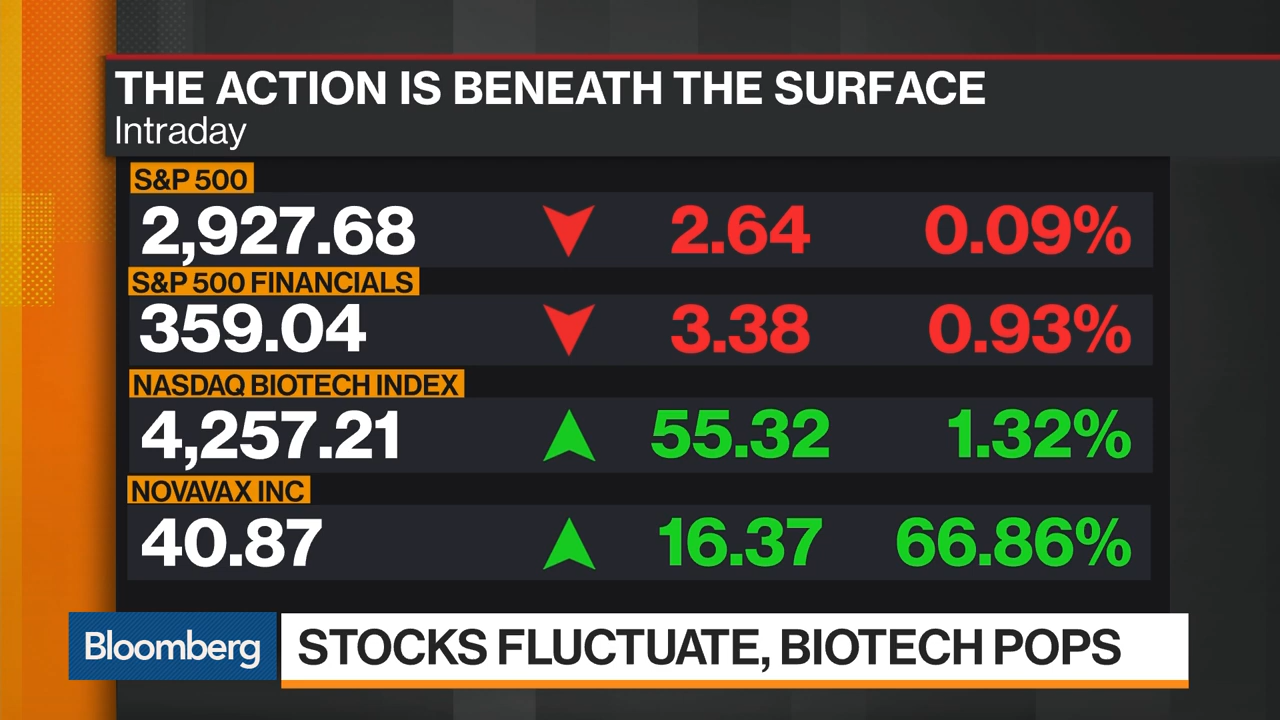 THE ACTION IS BENEATH THE SURFACE
Intraday
S&P 500
2,927.68 2.64 0.09%
S&P 500 FINANCIALS
359.04 3.38 0.93%
NASDAQ BIOTECH INDEX
4,257.21 55.32 1.32%
NOVAVAX INC
40.87 16.37 66.86%
Bloomberg STOCKS FLUCTUATE, BIOTECH POPS